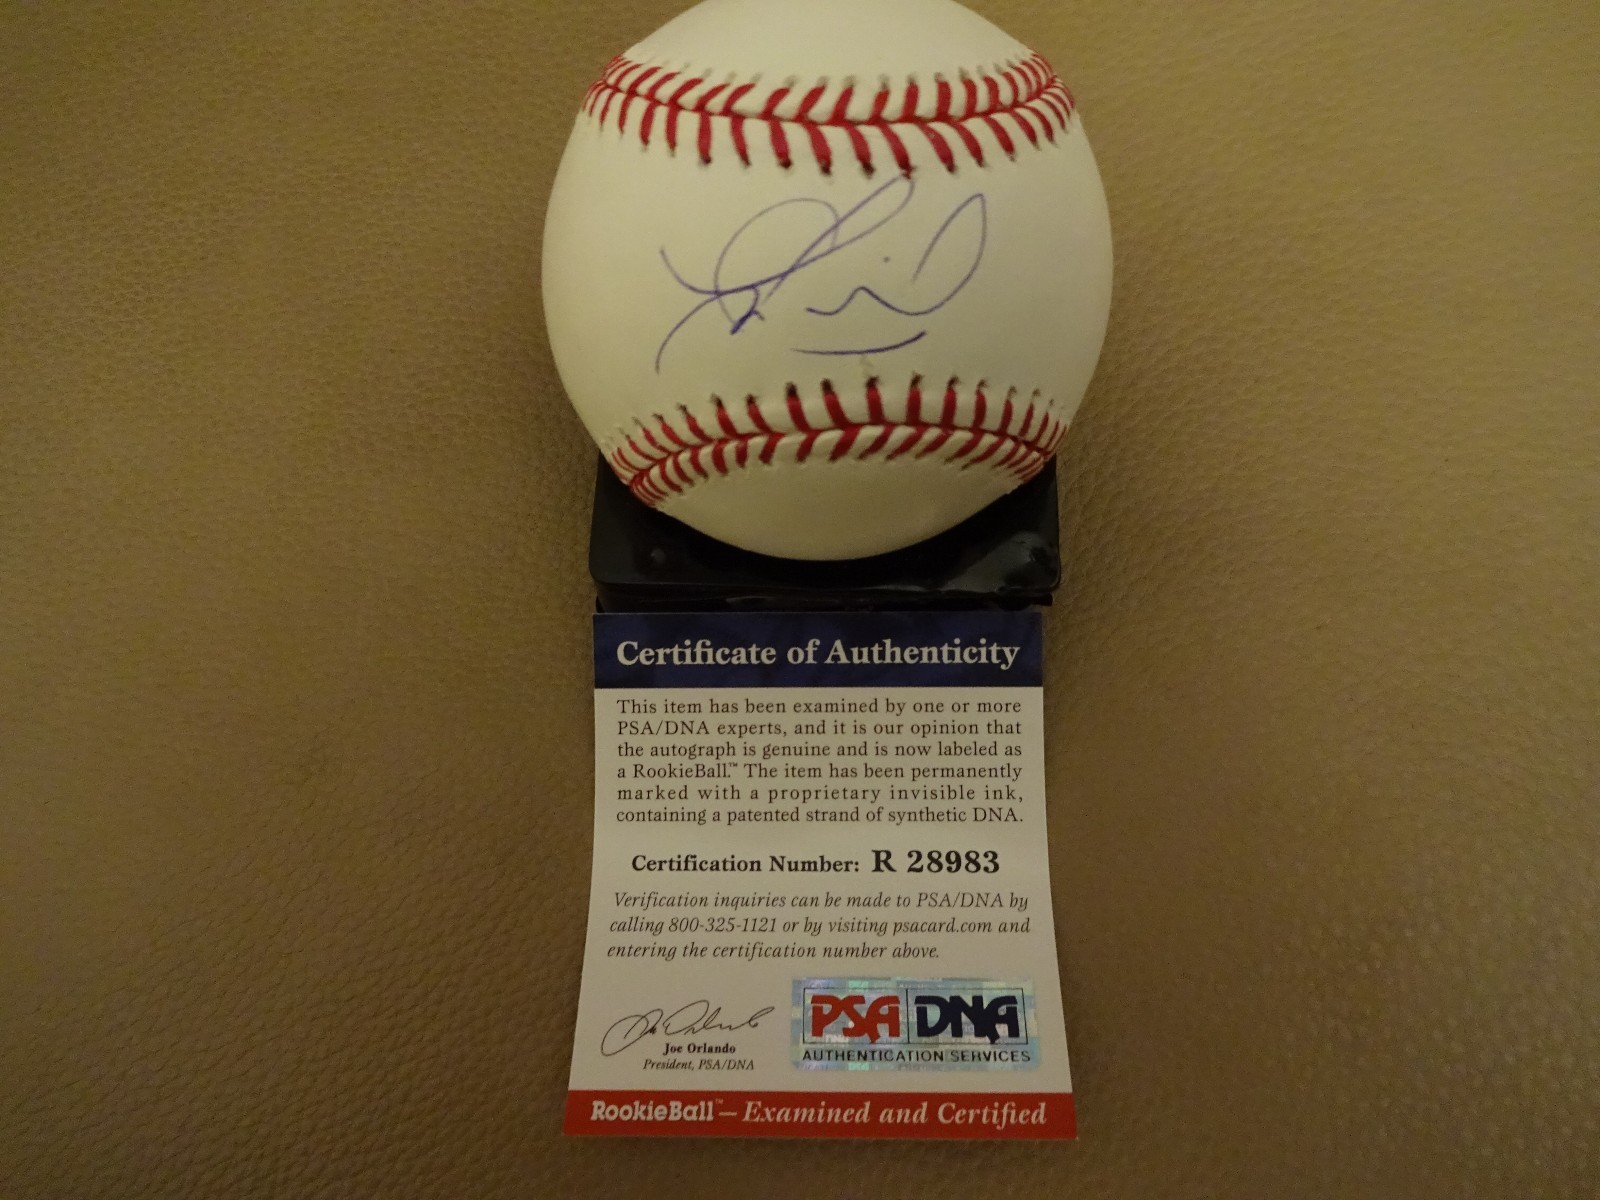 Certificate of Authenticity
This item has been examined by one or more
PSA/DNA experts, and it is our opinion that
the autograph is genuine and is now labeled as
a RookieBall.™ The item has been permanently
marked with a proprietary invisible ink,
containing a patented strand of synthetic DNA.
Certification Number: R 28983
Verification inquiries can be made to PSA/DNA by
calling 800-325-1121 or by visiting psacard.com and
entering the certification number above.
Joe Orlando
President, PSA/DNA
PSA DNA
AUTHENTICATION SERVICES
RookieBall™ – Examined and Certified